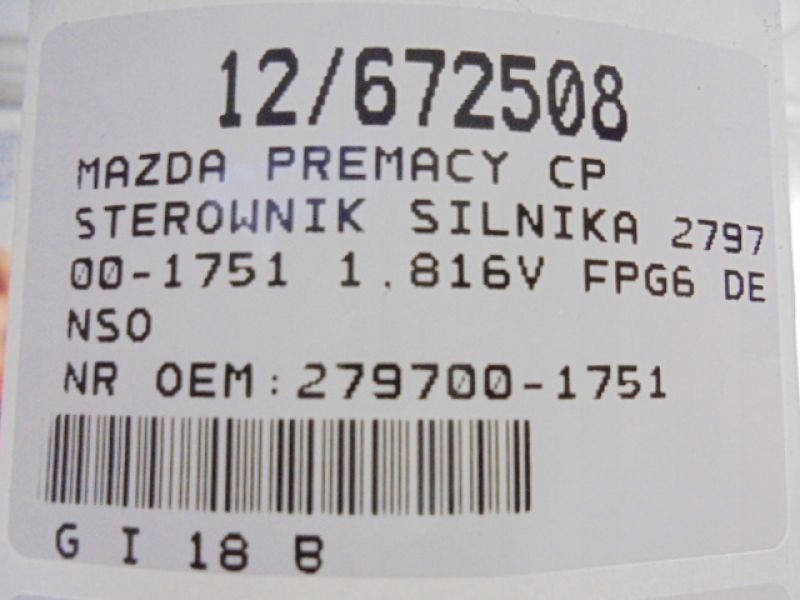 12/672508
MAZDA PREMACY CP
STEROWNIK SILNIKA 2797
00-1751 1.816V FPG6 DE
NSO
NR OEM:279700-1751
G I 18 B